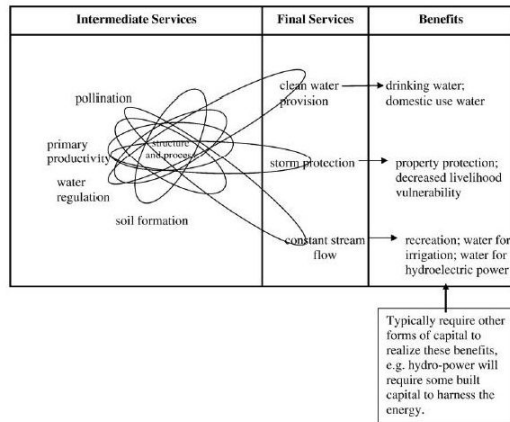 Intermediate Services
Final Services
Benefits
pollination
primary
productivity
water
regulation
soil formation
structure
and process
clean water
provision
storm protection
constant stream
flow
drinking water;
domestic use water
property protection;
decreased livelihood
vulnerability
recreation; water for
irrigation; water for
hydroelectric power
Typically require other
forms of capital to
realize these benefits,
e.g. hydro-power will
require some built
capital to harness the
energy.